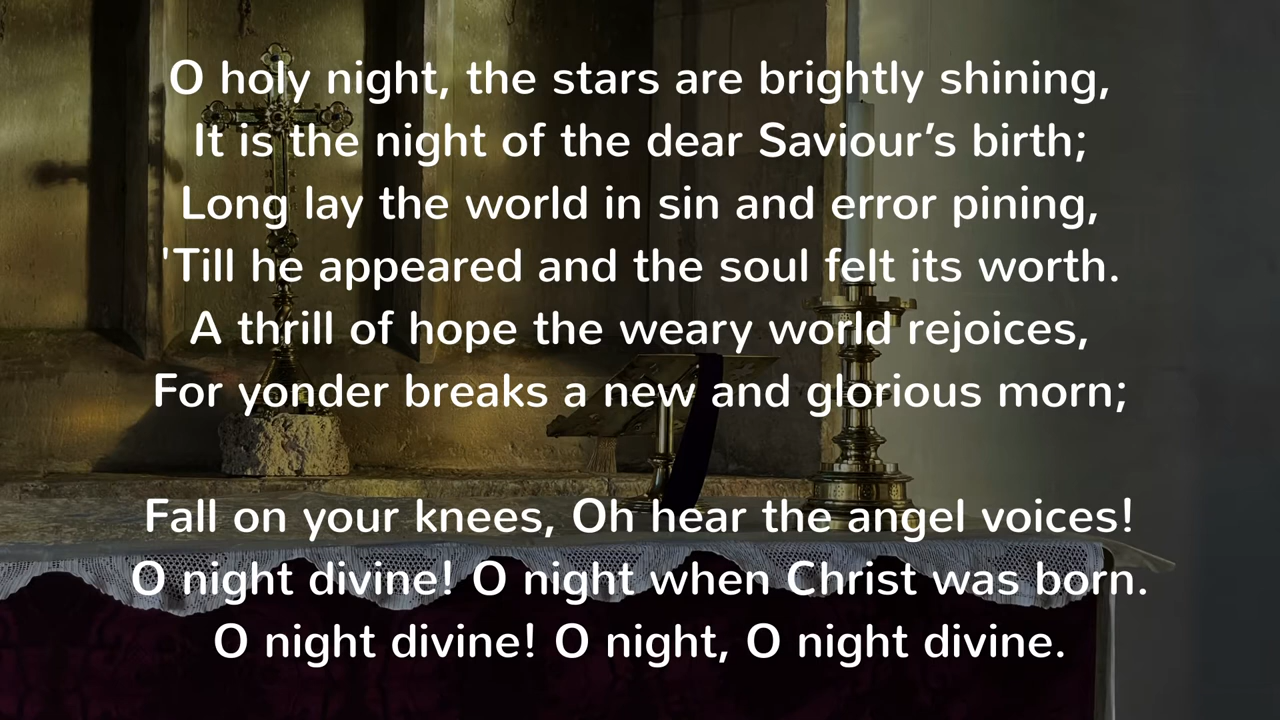 O holy night, the stars are brightly shining,
It is the night of the dear Saviour’s birth;
Long lay the world in sin and error pining,
'Till he appeared and the soul felt its worth.
A thrill of hope the weary world rejoices,
For yonder breaks a new and glorious morn;
Fall on your knees, Oh hear the angel voices!
O night divine! O night when Christ was born.
O night divine! O night, O night divine.